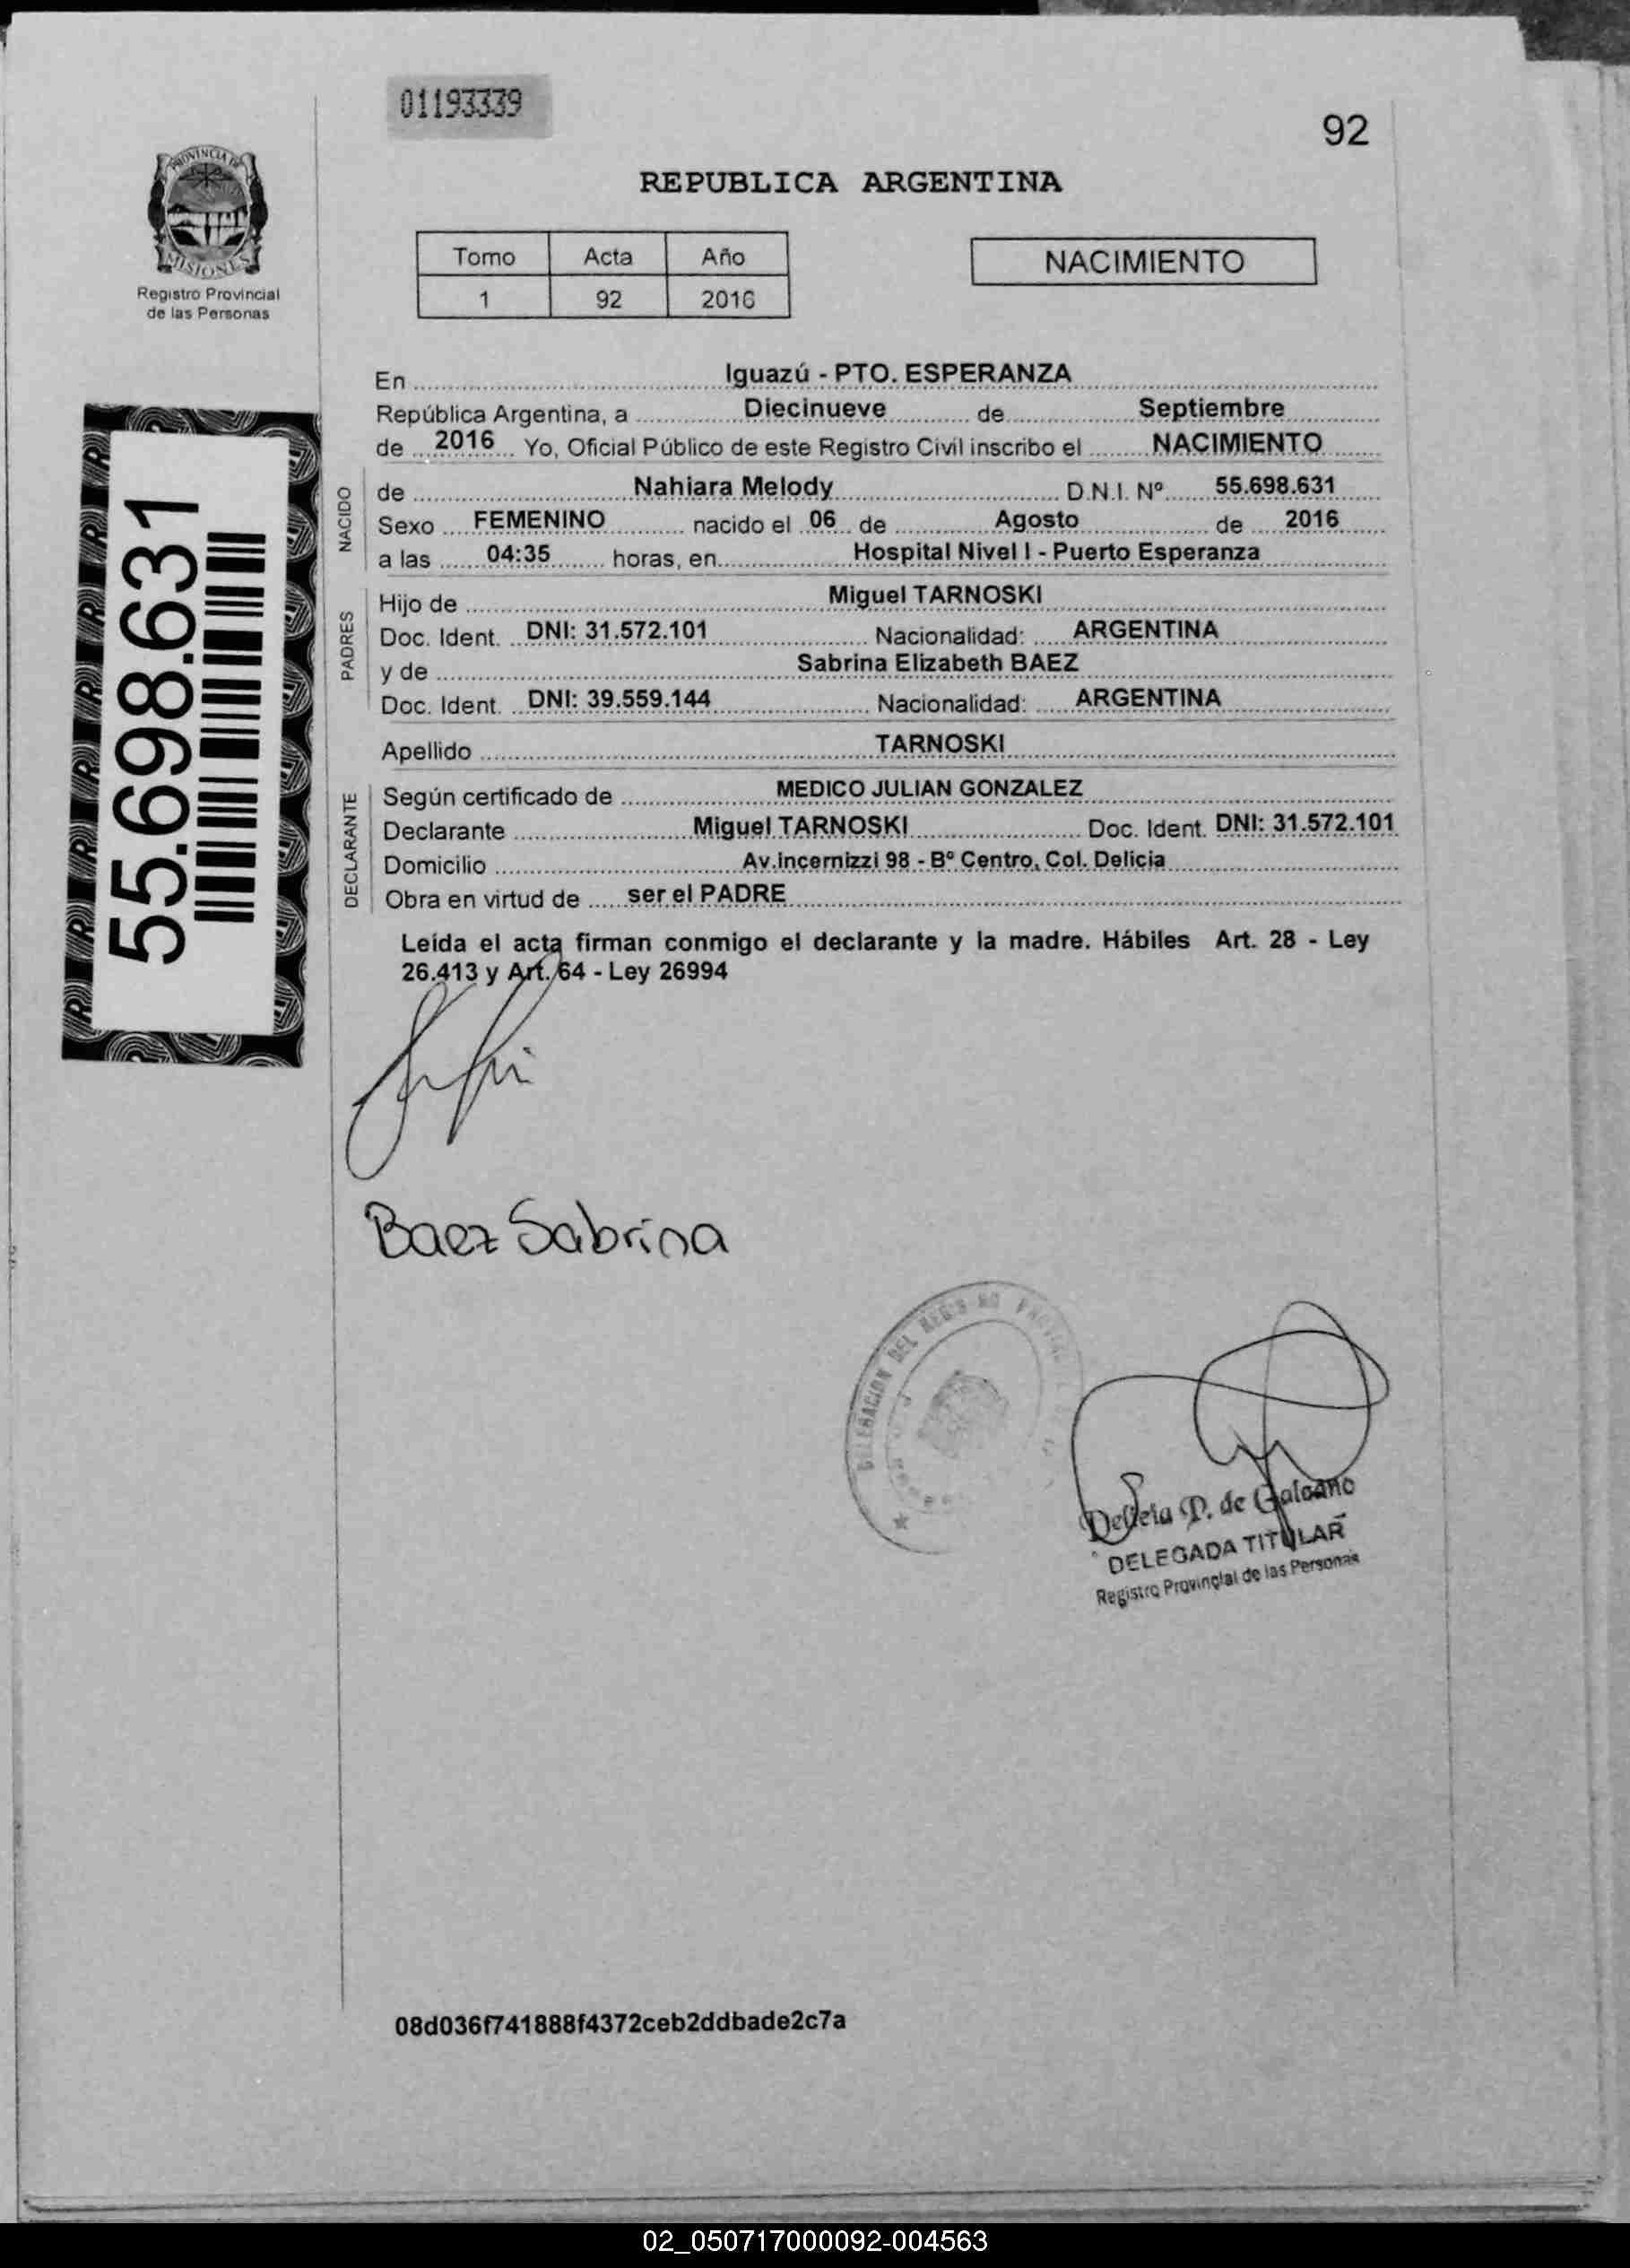 01193339
92
PROVINCIA DE
MISIONES
Registro Provincial
de las Personas
REPUBLICA ARGENTINA
Tomo Acta Año
1 92 2016
NACIMIENTO
55.698.631
En Iguazú - PTO. ESPERANZA
República Argentina, a Diecinueve de Septiembre
de 2016 Yo, Oficial Público de este Registro Civil inscribo el NACIMIENTO
NACIDO
de Nahiara Melody D.N.I. Nº 55.698.631
Sexo FEMENINO nacido el 06 de Agosto de 2016
a las 04:35 horas, en Hospital Nivel I - Puerto Esperanza
PADRES
Hijo de Miguel TARNOSKI
Doc. Ident. DNI: 31.572.101 Nacionalidad: ARGENTINA
y de Sabrina Elizabeth BAEZ
Doc. Ident. DNI: 39.559.144 Nacionalidad: ARGENTINA
Apellido TARNOSKI
DECLARANTE
Según certificado de MEDICO JULIAN GONZALEZ
Declarante Miguel TARNOSKI Doc. Ident. DNI: 31.572.101
Domicilio Av.incernizzi 98 - Bº Centro, Col. Delicia
Obra en virtud de ser el PADRE
Leída el acta firman conmigo el declarante y la madre. Hábiles Art. 28 - Ley
26.413 y Art. 64 - Ley 26994
Baez Sabrina
DELEGACION DEL
P. de Galeano
DELEGADA TITULAR
Registro Provincial de las Personas
08d036f741888f4372ceb2ddbade2c7a
02_050717000092-004563